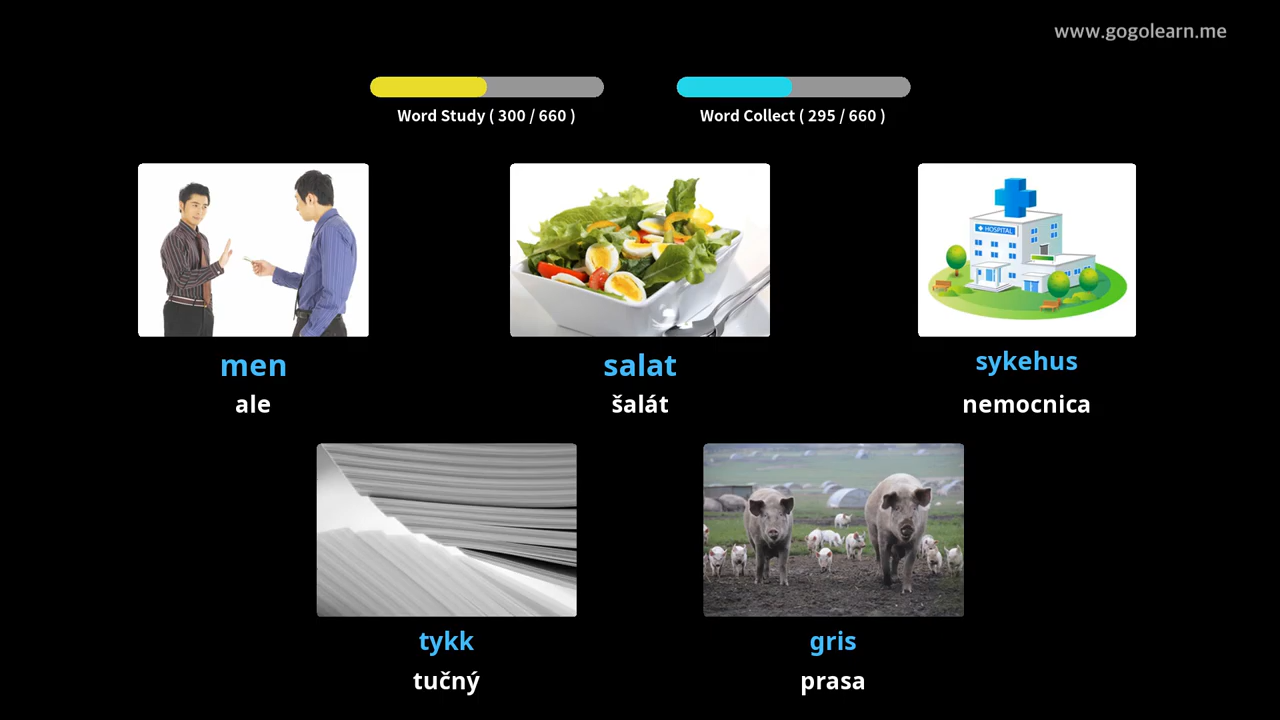 www.gogolearn.me
Word Study ( 300 / 660 )
Word Collect ( 295 / 660 )
HOSPITAL
men
salat
sykehus
ale
šalát
nemocnica
tykk
gris
tučný
prasa